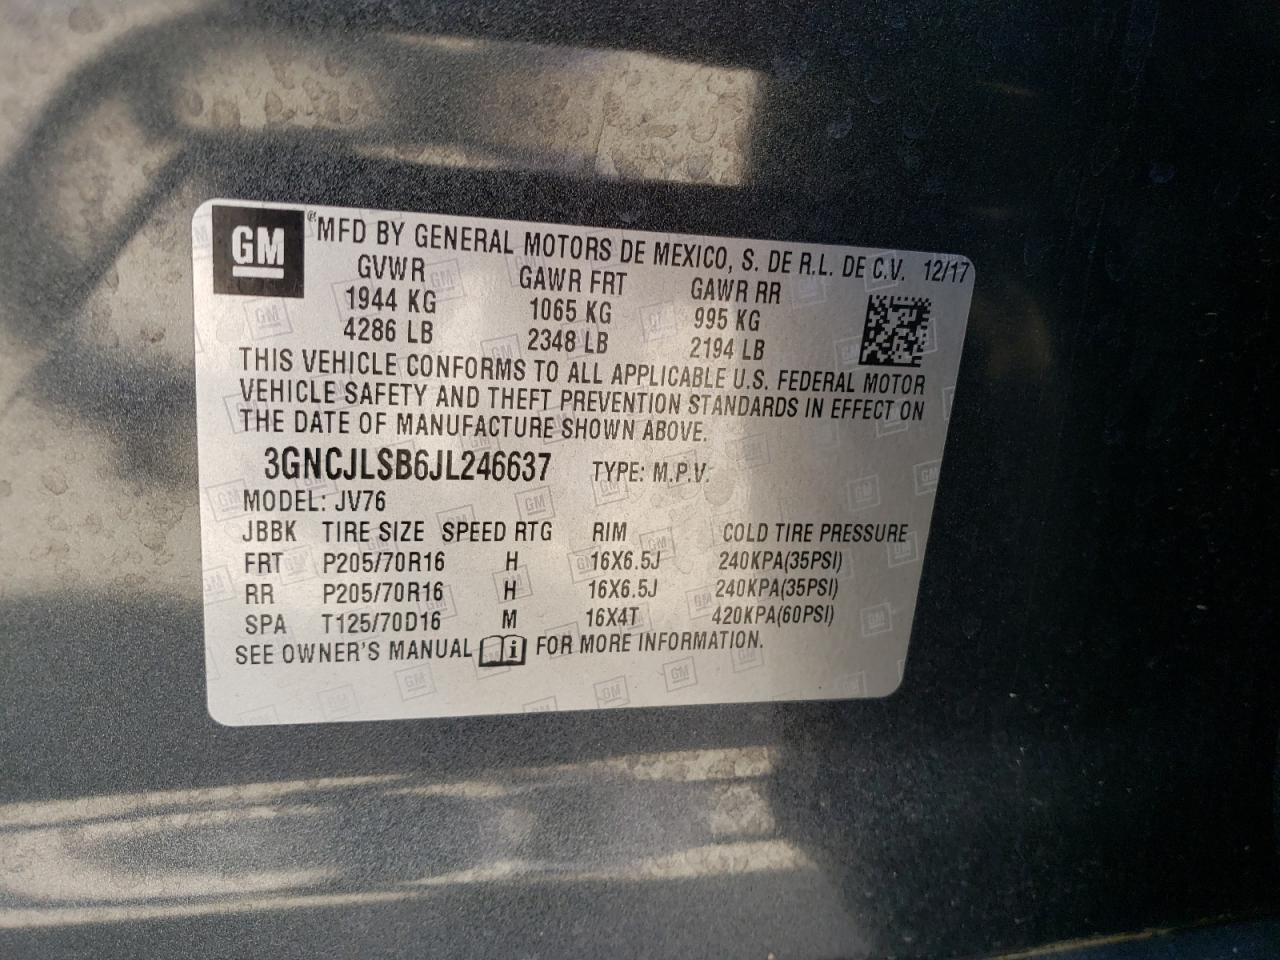 GM ® MFD BY GENERAL MOTORS DE MEXICO, S. DE R.L. DE C.V. 12/17
GVWR GAWR FRT GAWR RR
1944 KG 1065 KG 995 KG
4286 LB 2348 LB 2194 LB
THIS VEHICLE CONFORMS TO ALL APPLICABLE U.S. FEDERAL MOTOR
VEHICLE SAFETY AND THEFT PREVENTION STANDARDS IN EFFECT ON
THE DATE OF MANUFACTURE SHOWN ABOVE.
3GNCJLSB6JL246637 TYPE: M.P.V.
MODEL: JV76
JBBK TIRE SIZE SPEED RTG RIM COLD TIRE PRESSURE
FRT P205/70R16 H 16X6.5J 240KPA(35PSI)
RR P205/70R16 H 16X6.5J 240KPA(35PSI)
SPA T125/70D16 M 16X4T 420KPA(60PSI)
SEE OWNER'S MANUAL i FOR MORE INFORMATION.